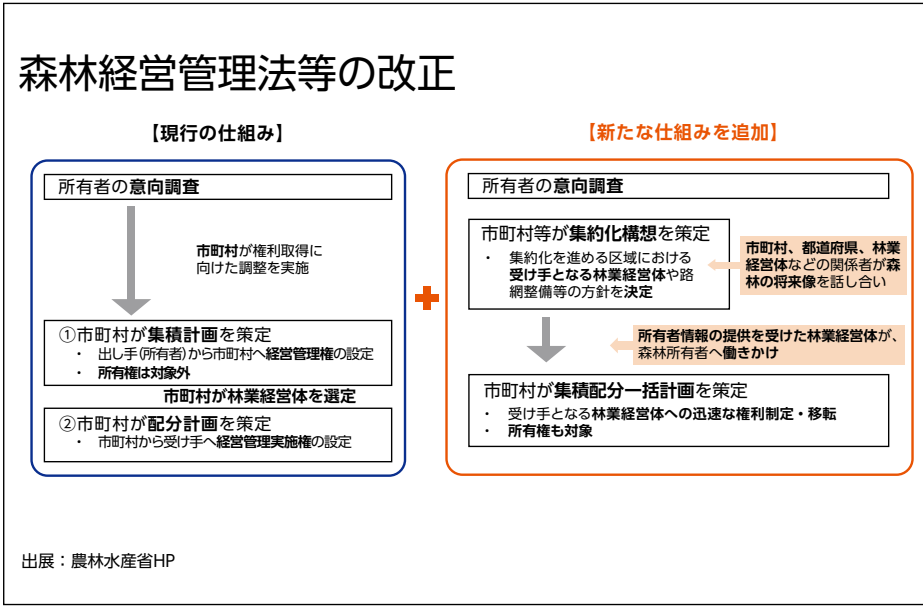 森林経営管理法等の改正
【現行の仕組み】
所有者の意向調査
市町村が権利取得に
向けた調整を実施
①市町村が集積計画を策定
・ 出し手(所有者)から市町村へ経営管理権の設定
・ 所有権は対象外
市町村が林業経営体を選定
②市町村が配分計画を策定
・ 市町村から受け手へ経営管理実施権の設定
【新たな仕組みを追加】
所有者の意向調査
市町村等が集約化構想を策定
・ 集約化を進める区域における
受け手となる林業経営体や路
網整備等の方針を決定
市町村、都道府県、林業
経営体などの関係者が森
林の将来像を話し合い
所有者情報の提供を受けた林業経営体が、
森林所有者へ働きかけ
市町村が集積配分一括計画を策定
・ 受け手となる林業経営体への迅速な権利制定・移転
・ 所有権も対象
出展：農林水産省HP